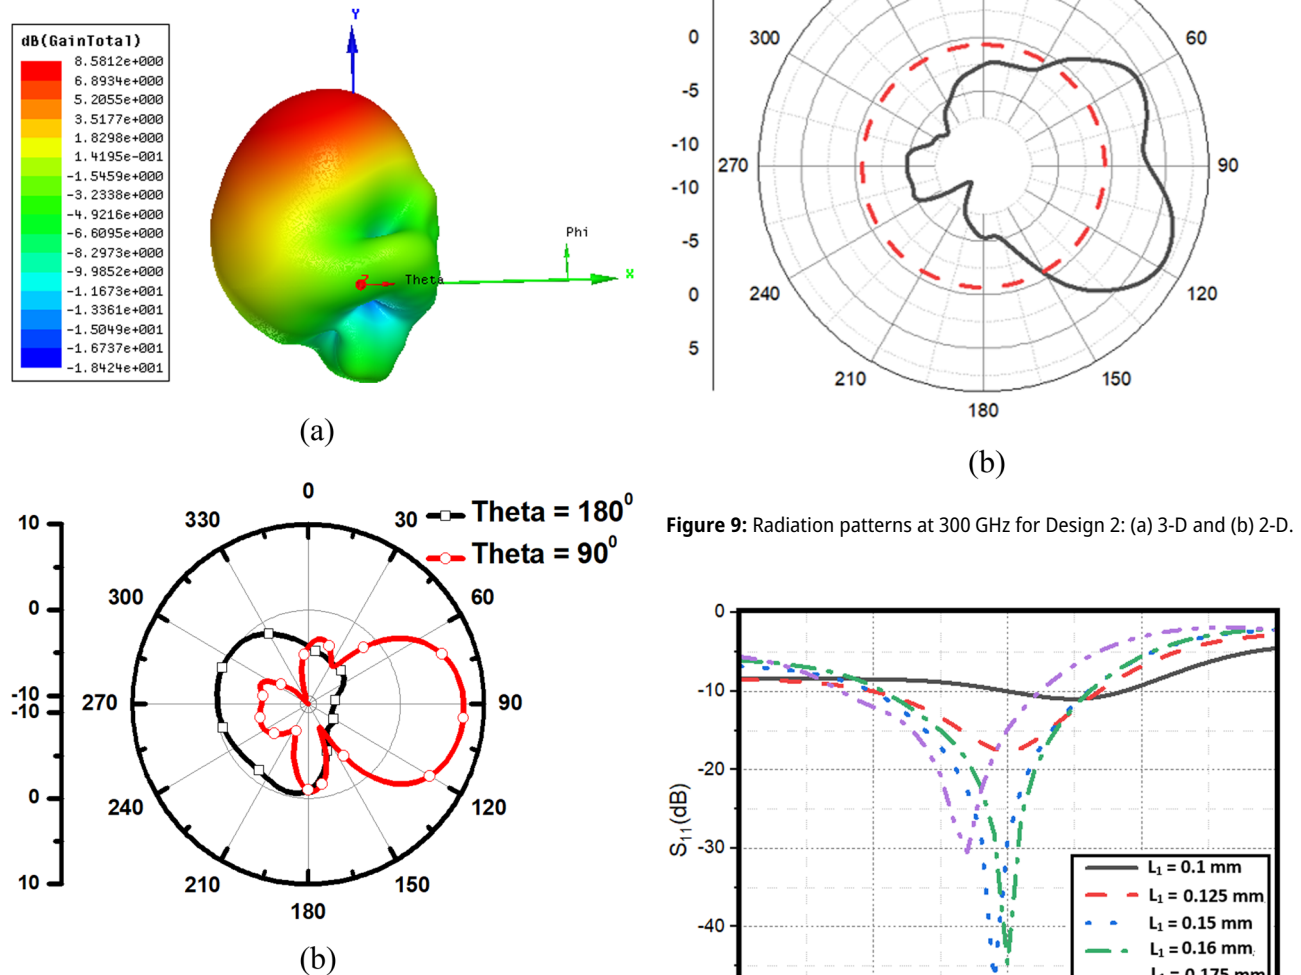 dB(GainTotal)
8.5812e+000
6.8934e+000
5.2055e+000
3.5177e+000
1.8298e+000
1.4195e-001
-1.5459e+000
-3.2338e+000
-4.9216e+000
-6.6095e+000
-8.2973e+000
-9.9852e+000
-1.1673e+001
-1.3361e+001
-1.5049e+001
-1.6737e+001
-1.8424e+001
Y
Phi
X
Z
Theta
(a)
0
-5
-10
-10
-5
0
5
300
60
270
90
240
120
210
150
180
(b)
10
0
-10
-10
0
10
0
330
30
300
60
270
90
240
120
210
150
180
Theta = 180⁰
Theta = 90⁰
(b)
Figure 9: Radiation patterns at 300 GHz for Design 2: (a) 3-D and (b) 2-D.
0
-10
-20
-30
-40
S₁₁(dB)
L₁ = 0.1 mm
L₁ = 0.125 mm
L₁ = 0.15 mm
L₁ = 0.16 mm
L₁ = 0.175 mm